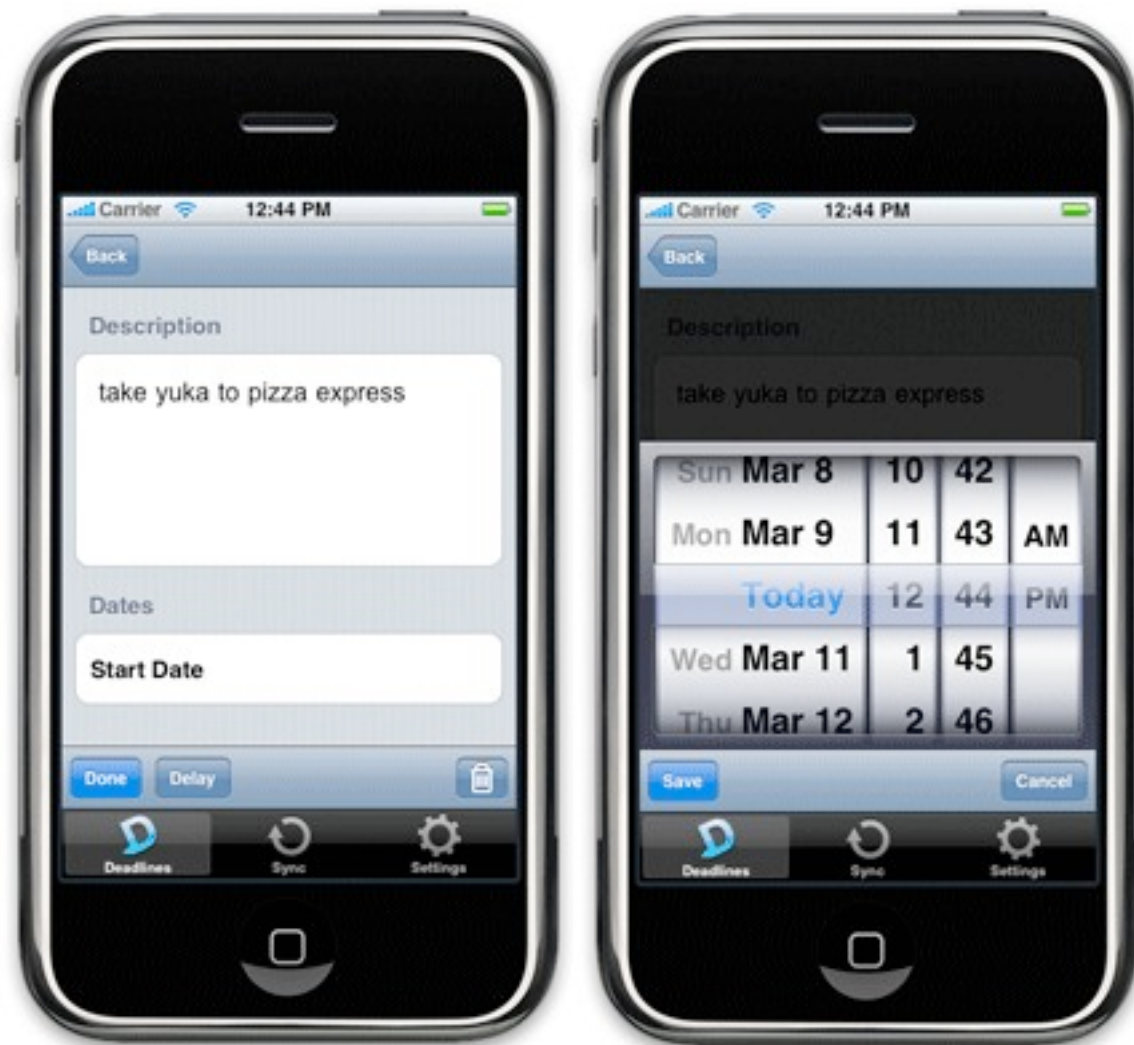 Carrier 12:44 PM
Back
Description
take yuka to pizza express
Dates
Start Date
Done Delay
Deadlines Sync Settings
Carrier 12:44 PM
Back
Description
take yuka to pizza express
Sun Mar 8 10 42
Mon Mar 9 11 43 AM
Today 12 44 PM
Wed Mar 11 1 45
Thu Mar 12 2 46
Save Cancel
Deadlines Sync Settings